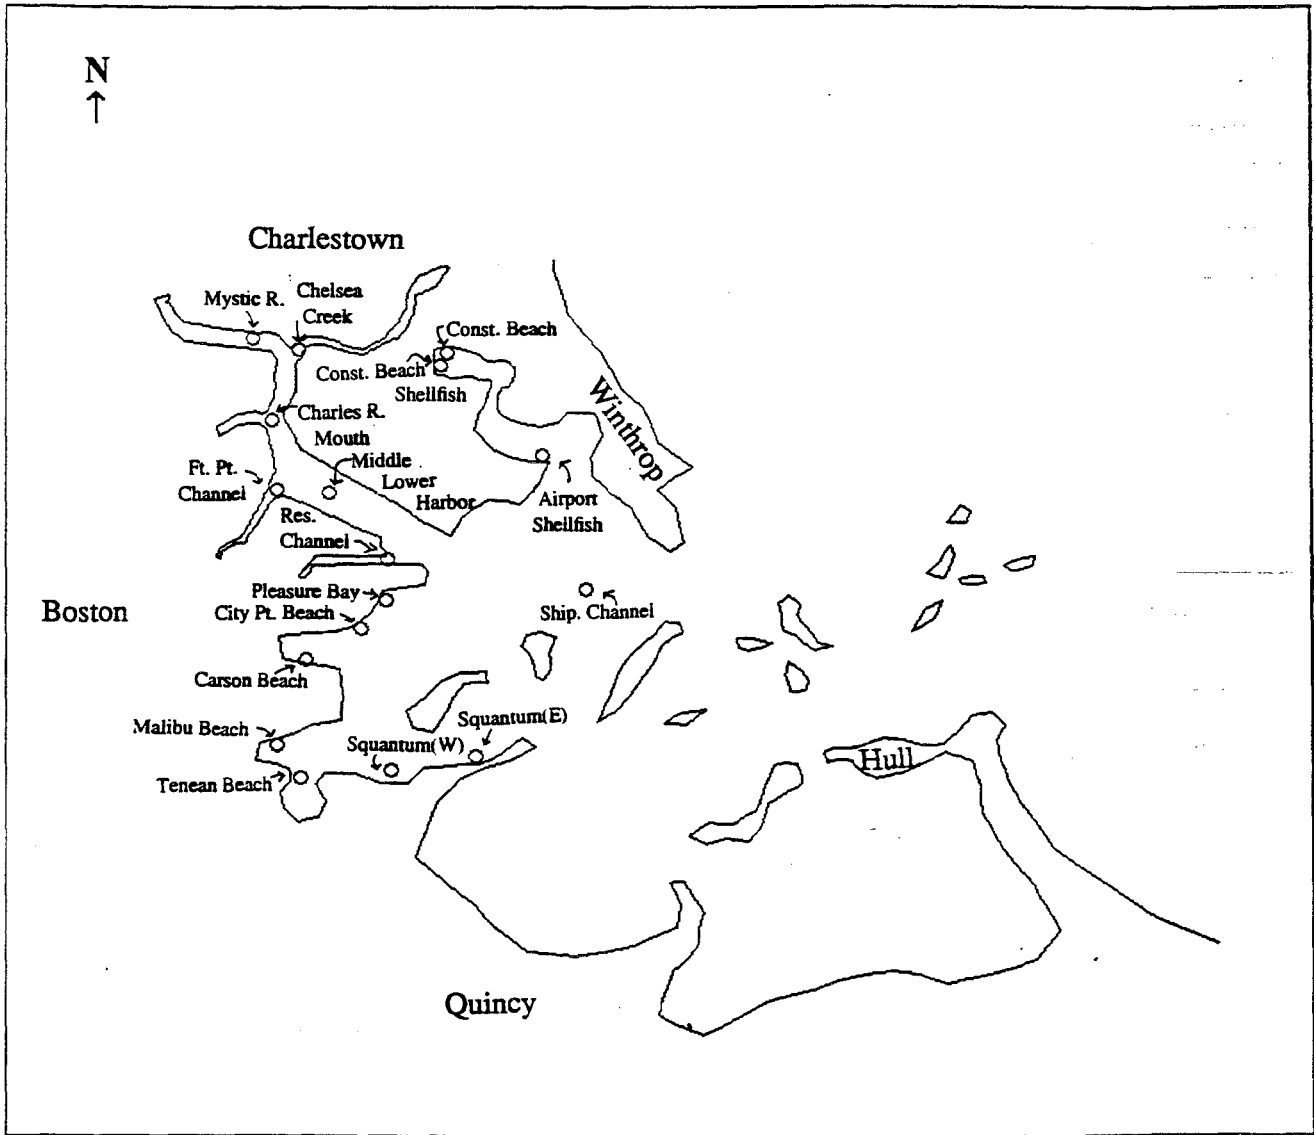 N
Charlestown
Mystic R.
Chelsea
Creek
Const. Beach
Const. Beach
Shellfish
Winthrop
Charles R.
Mouth
Middle
Lower
Harbor
Ft. Pt.
Channel
Airport
Shellfish
Res.
Channel
Pleasure Bay
City Pt. Beach
Boston
Ship. Channel
Carson Beach
Malibu Beach
Squantum(E)
Squantum(W)
Tenean Beach
Hull
Quincy